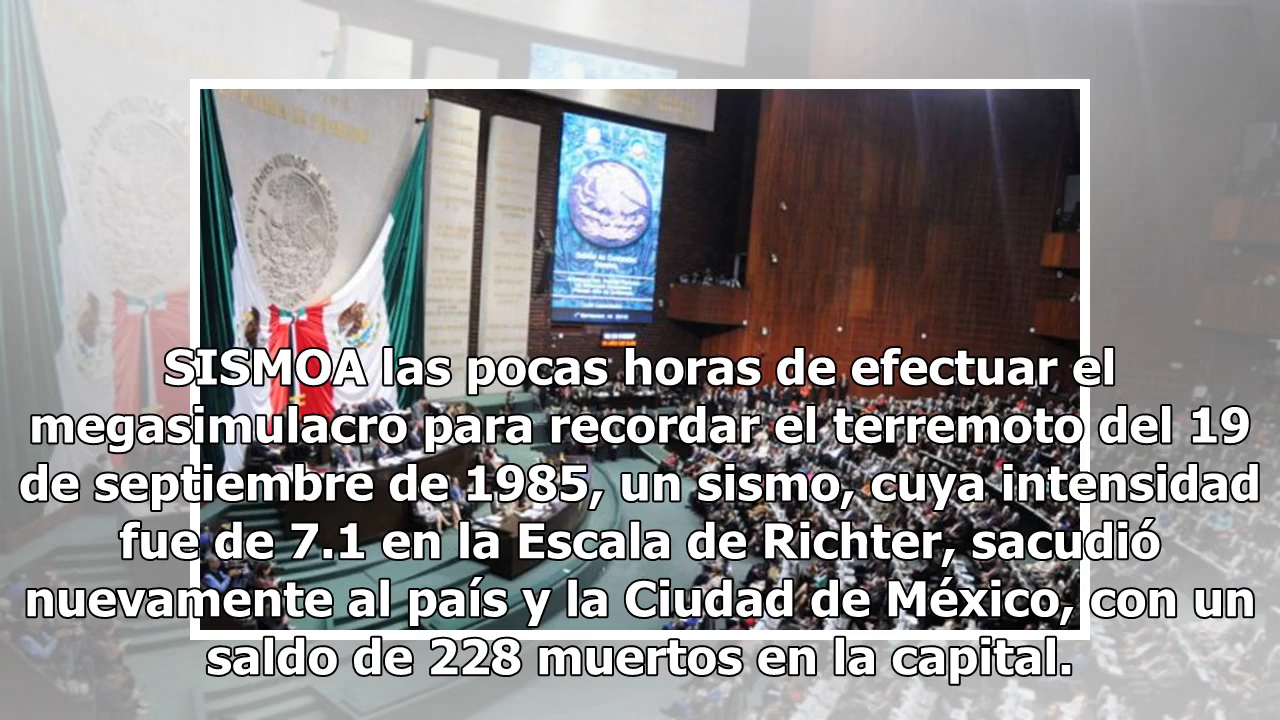 SISMOA las pocas horas de efectuar el
megasimulacro para recordar el terremoto del 19
de septiembre de 1985, un sismo, cuya intensidad
fue de 7.1 en la Escala de Richter, sacudió
nuevamente al país y la Ciudad de México, con un
saldo de 228 muertos en la capital.